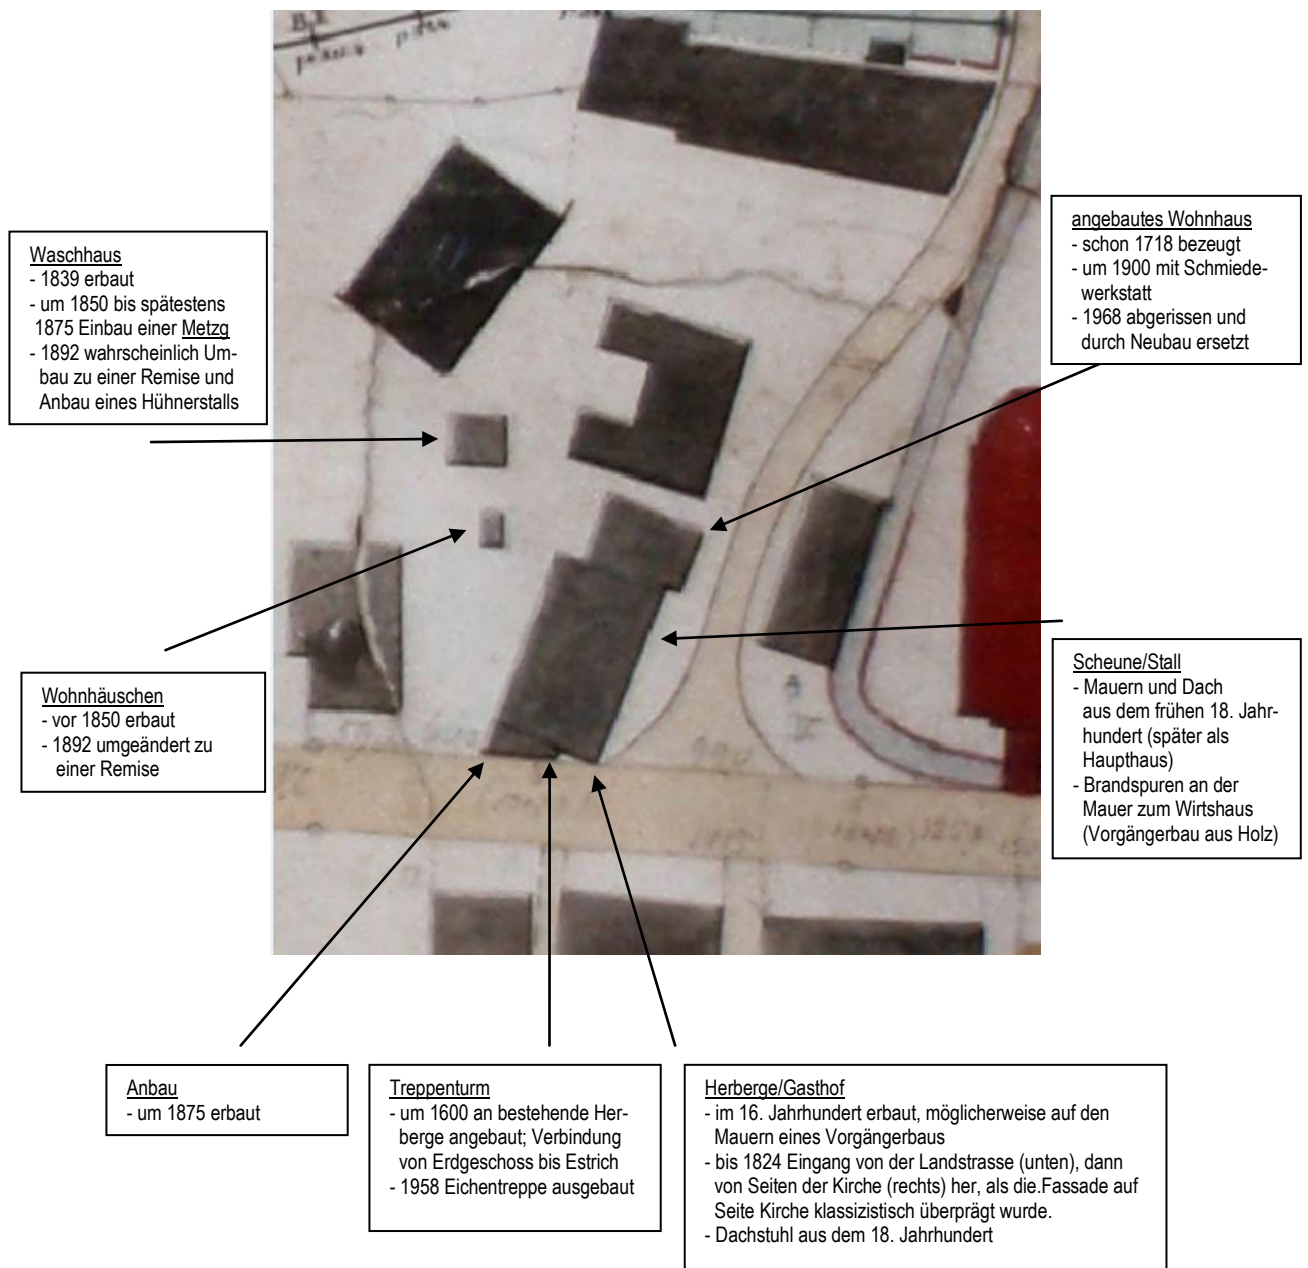 Waschhaus
- 1839 erbaut
- um 1850 bis spätestens
1875 Einbau einer Metzg
- 1892 wahrscheinlich Um-
bau zu einer Remise und
Anbau eines Hühnerstalls
angebautes Wohnhaus
- schon 1718 bezeugt
- um 1900 mit Schmiede-
werkstatt
- 1968 abgerissen und
durch Neubau ersetzt
Wohnhäuschen
- vor 1850 erbaut
- 1892 umgeändert zu
einer Remise
Scheune/Stall
- Mauern und Dach
aus dem frühen 18. Jahr-
hundert (später als
Haupthaus)
- Brandspuren an der
Mauer zum Wirtshaus
(Vorgängerbau aus Holz)
Anbau
- um 1875 erbaut
Treppenturm
- um 1600 an bestehende Her-
berge angebaut; Verbindung
von Erdgeschoss bis Estrich
- 1958 Eichentreppe ausgebaut
Herberge/Gasthof
- im 16. Jahrhundert erbaut, möglicherweise auf den
Mauern eines Vorgängerbaus
- bis 1824 Eingang von der Landstrasse (unten), dann
von Seiten der Kirche (rechts) her, als die.Fassade auf
Seite Kirche klassizistisch überprägt wurde.
- Dachstuhl aus dem 18. Jahrhundert